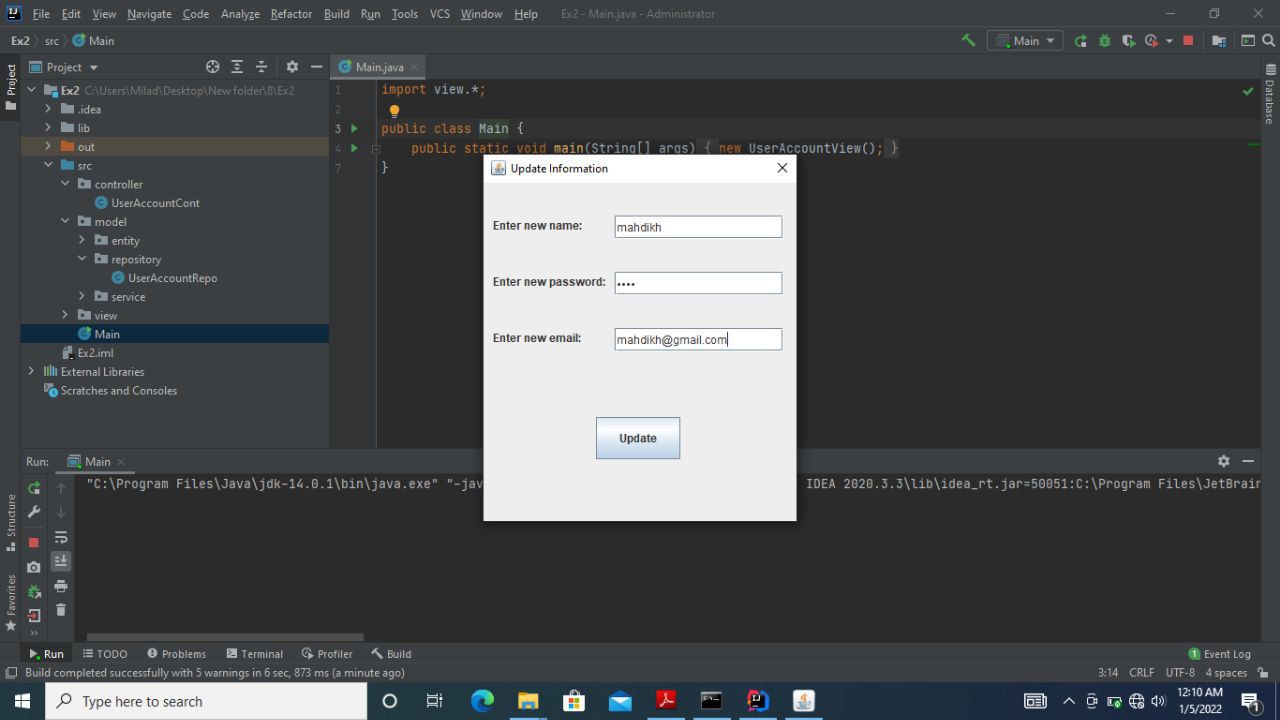 File Edit View Navigate Code Analyze Refactor Build Run Tools VCS Window Help Ex2 - Main.java - Administrator
Ex2 src Main
Main
Project
Main.java
Project
Database
Ex2 C:\Users\Milad\Desktop\New folder\8\Ex2
.idea
lib
out
src
controller
UserAccountCont
model
entity
repository
UserAccountRepo
service
view
Main
Ex2.iml
External Libraries
Scratches and Consoles
1 import view.*;
2
3 public class Main {
4 public static void main(String[] args) { new UserAccountView(); }
7 }
Update Information
Enter new name: mahdikh
Enter new password: ••••
Enter new email: mahdikh@gmail.com
Update
Run: Main
"C:\Program Files\Java\jdk-14.0.1\bin\java.exe" "-jav IDEA 2020.3.3\lib\idea_rt.jar=50051:C:\Program Files\JetBrain
Structure
Favorites
Run TODO Problems Terminal Profiler Build 1 Event Log
Build completed successfully with 5 warnings in 6 sec, 873 ms (a minute ago) 3:14 CRLF UTF-8 4 spaces
Type here to search
12:10 AM
1/5/2022
1